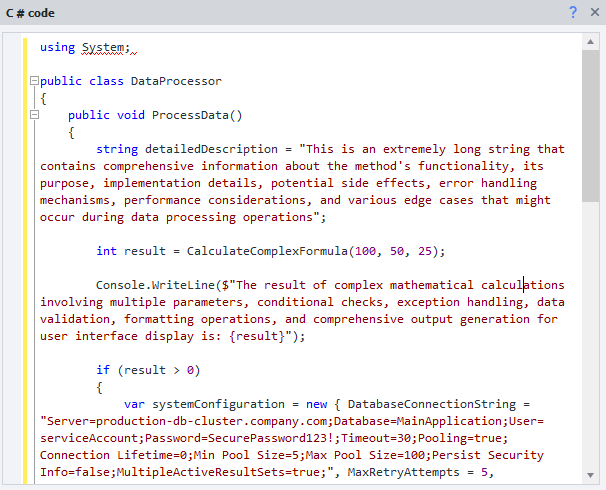 C # code
? ×
using System;
public class DataProcessor
{
    public void ProcessData()
    {
        string detailedDescription = "This is an extremely long string that
contains comprehensive information about the method's functionality, its
purpose, implementation details, potential side effects, error handling
mechanisms, performance considerations, and various edge cases that might
occur during data processing operations";
        int result = CalculateComplexFormula(100, 50, 25);
        Console.WriteLine($"The result of complex mathematical calculations
involving multiple parameters, conditional checks, exception handling, data
validation, formatting operations, and comprehensive output generation for
user interface display is: {result}");
        if (result > 0)
        {
            var systemConfiguration = new { DatabaseConnectionString =
"Server=production-db-cluster.company.com;Database=MainApplication;User=
serviceAccount;Password=SecurePassword123!;Timeout=30;Pooling=true;
Connection Lifetime=0;Min Pool Size=5;Max Pool Size=100;Persist Security
Info=false;MultipleActiveResultSets=true;", MaxRetryAttempts = 5,